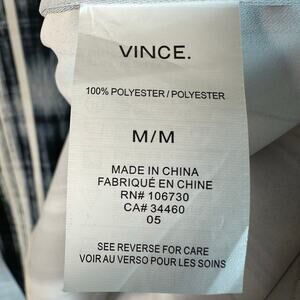 VINCE.
100% POLYESTER / POLYESTER
M/M
MADE IN CHINA
FABRIQUÉ EN CHINE
RN# 106730
CA# 34460
05
SEE REVERSE FOR CARE
VOIR AU VERSO POUR LES SOINS